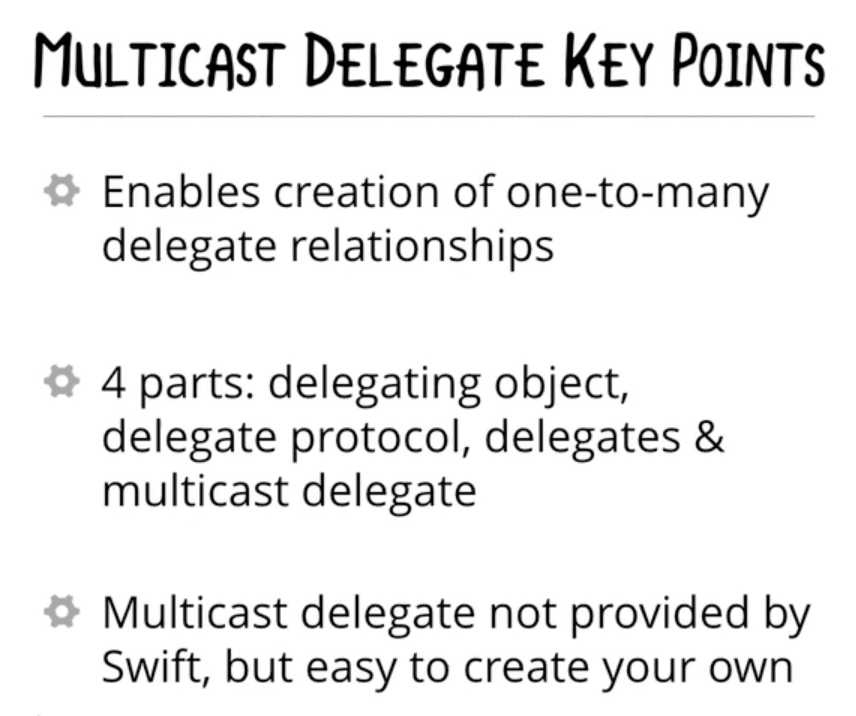 Multicast Delegate Key Points
Enables creation of one-to-many
delegate relationships
4 parts: delegating object,
delegate protocol, delegates &
multicast delegate
Multicast delegate not provided by
Swift, but easy to create your own